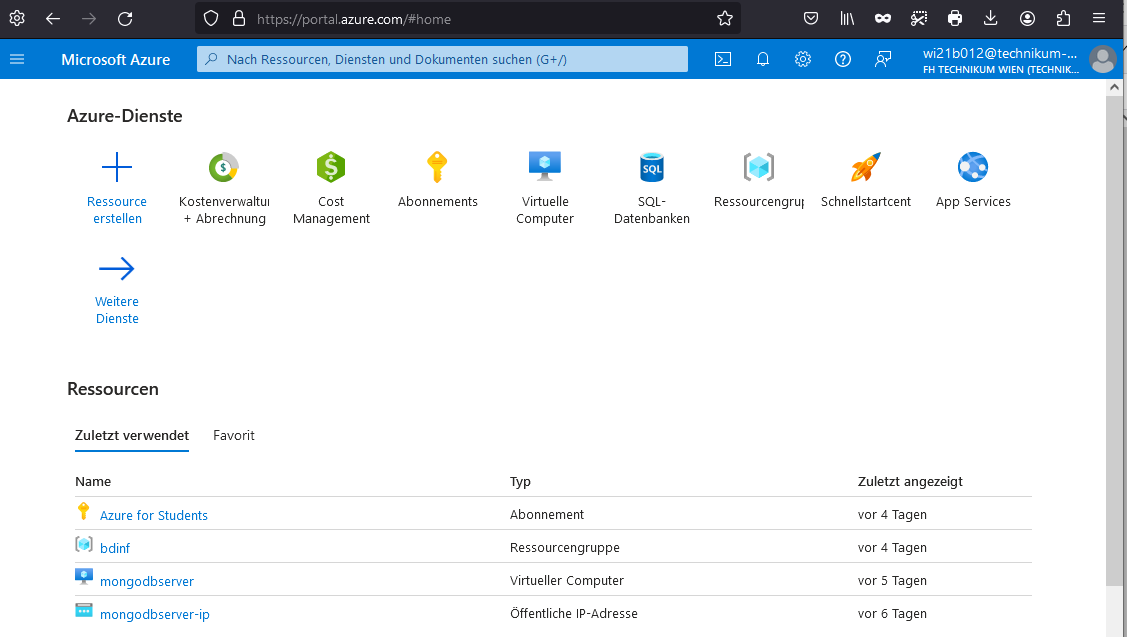 https://portal.azure.com/#home
Microsoft Azure
Nach Ressourcen, Diensten und Dokumenten suchen (G+/)
wi21b012@technikum-...
FH TECHNIKUM WIEN (TECHNIK...
Azure-Dienste
Ressource erstellen
Kostenverwaltur + Abrechnung
Cost Management
Abonnements
Virtuelle Computer
SQL-Datenbanken
Ressourcengrup
Schnellstartcent
App Services
Weitere Dienste
Ressourcen
Zuletzt verwendet Favorit
Name Typ Zuletzt angezeigt
Azure for Students Abonnement vor 4 Tagen
bdinf Ressourcengruppe vor 4 Tagen
mongodbserver Virtueller Computer vor 5 Tagen
mongodbserver-ip Öffentliche IP-Adresse vor 6 Tagen